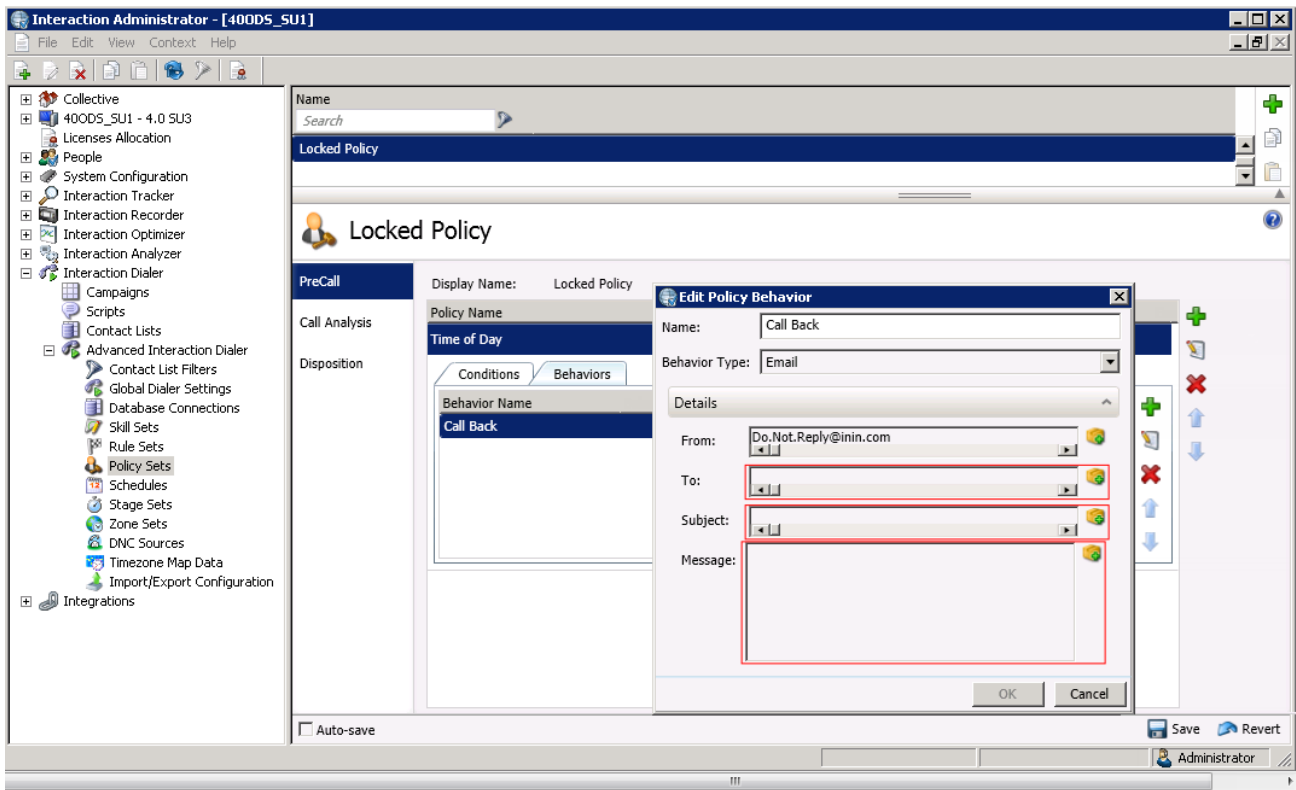 Interaction Administrator - [400DS_SU1]
File Edit View Context Help
Collective
400DS_SU1 - 4.0 SU3
Licenses Allocation
People
System Configuration
Interaction Tracker
Interaction Recorder
Interaction Optimizer
Interaction Analyzer
Interaction Dialer
Campaigns
Scripts
Contact Lists
Advanced Interaction Dialer
Contact List Filters
Global Dialer Settings
Database Connections
Skill Sets
Rule Sets
Policy Sets
Schedules
Stage Sets
Zone Sets
DNC Sources
Timezone Map Data
Import/Export Configuration
Integrations
Name
Search
Locked Policy
Locked Policy
PreCall
Call Analysis
Disposition
Display Name: Locked Policy
Policy Name
Time of Day
Conditions Behaviors
Behavior Name
Call Back
Edit Policy Behavior
Name: Call Back
Behavior Type: Email
Details
From: Do.Not.Reply@inin.com
To:
Subject:
Message:
OK Cancel
Auto-save
Save Revert
Administrator